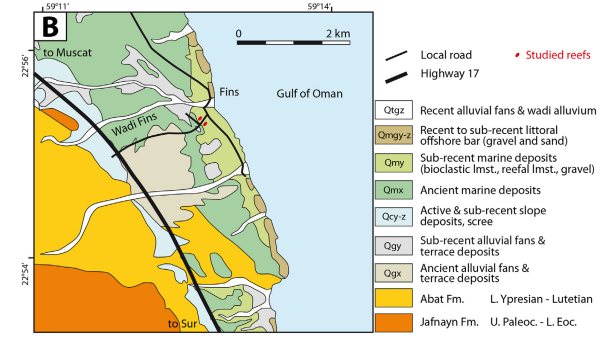 59°11'
59°14'
B
22°56'
to Muscat
0
2 km
Fins
Gulf of Oman
Wadi Fins
22°54'
to Sur
Local road
Studied reefs
Highway 17
Qtgz
Recent alluvial fans & wadi alluvium
Qmgy-z
Recent to sub-recent littoral
offshore bar (gravel and sand)
Qmy
Sub-recent marine deposits
(bioclastic lmst., reefal lmst., gravel)
Qmx
Ancient marine deposits
Qcy-z
Active & sub-recent slope
deposits, scree
Qgy
Sub-recent alluvial fans &
terrace deposits
Qgx
Ancient alluvial fans &
terrace deposits
Abat Fm.
L. Ypresian - Lutetian
Jafnayn Fm.
U. Paleoc. - L. Eoc.